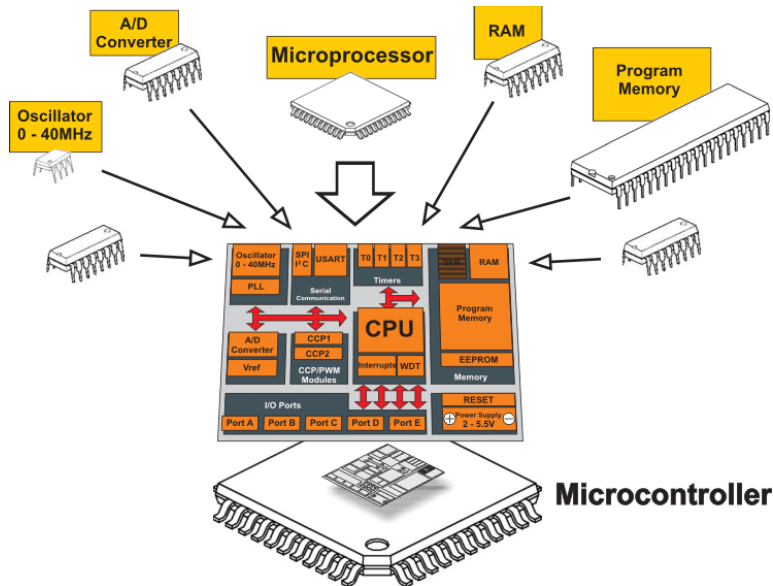 A/D
Converter
Microprocessor
RAM
Program
Memory
Oscillator
0 - 40MHz
Oscillator
0 - 40MHz
PLL
SPI
I²C
USART
Serial
Communication
T0
T1
T2
T3
Timers
SFR
RAM
Program
Memory
EEPROM
Memory
A/D
Converter
Vref
CCP1
CCP2
CCP/PWM
Modules
CPU
Interrupts
WDT
I/O Ports
Port A
Port B
Port C
Port D
Port E
RESET
Power Supply
2 - 5.5V
Microcontroller